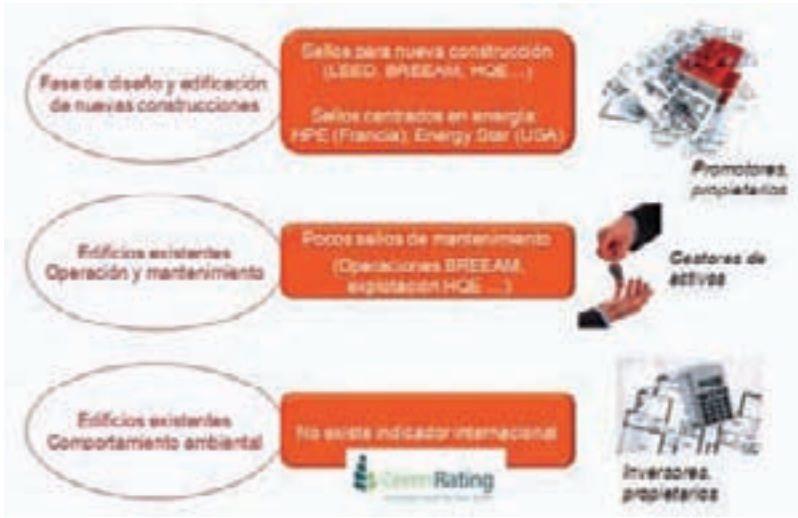 Fase de diseño y edificación
de nuevas construcciones
Sellos para nueva construcción
(LEED, BREEAM, HQE…)
Sellos centrados en energía:
HPE (Francia), Energy Star (USA)
Promotores,
propietarios
Edificios existentes
Operación y mantenimiento
Pocos sellos de mantenimiento
(Operaciones BREEAM,
explotación HQE …)
Gestores de
activos
Edificios existentes
Comportamiento ambiental
No existe indicador internacional
GreenRating
Inversores,
propietarios